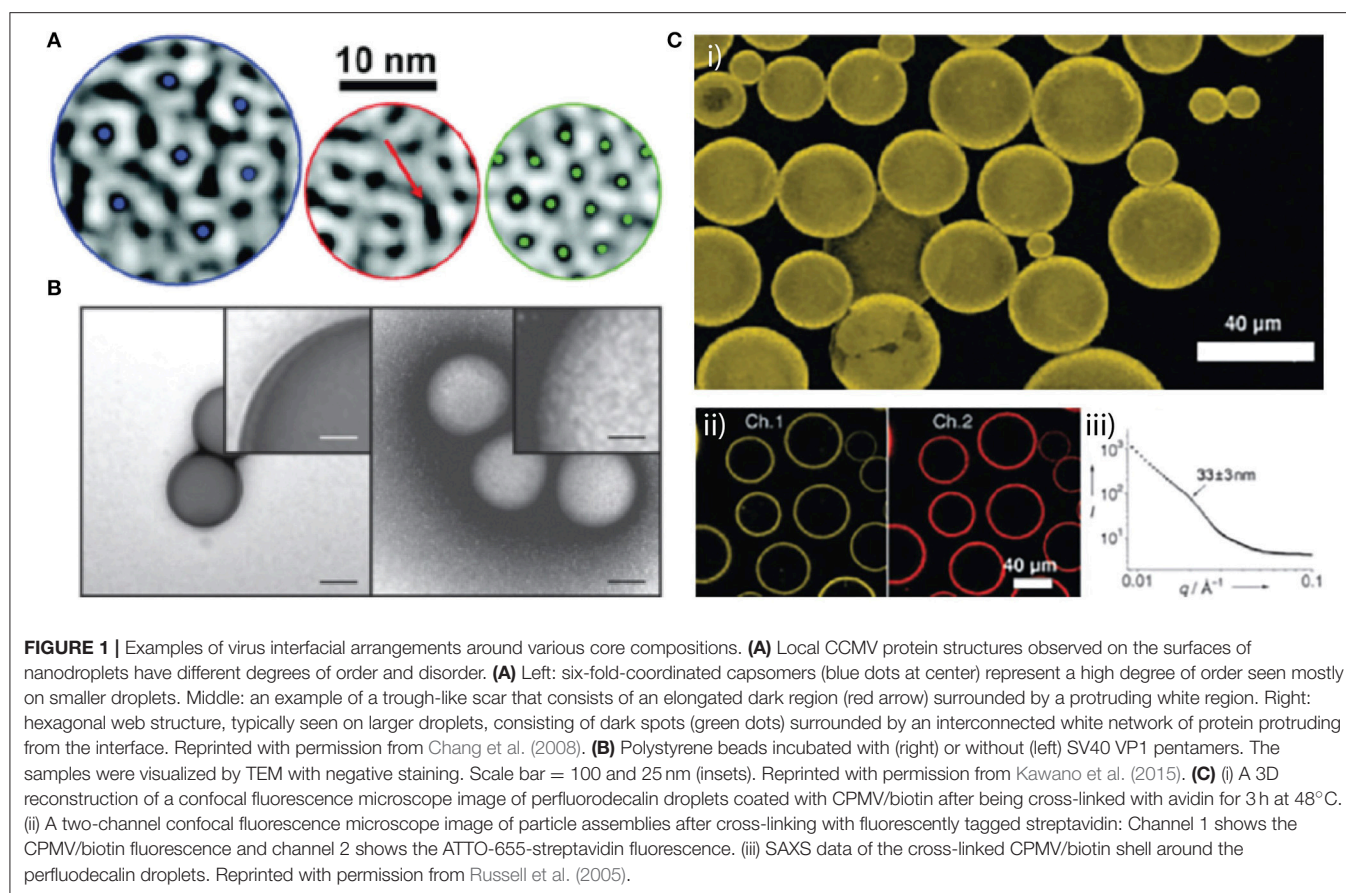 A
10 nm
B
C
i)
40 µm
ii)
Ch.1
Ch.2
40 µm
iii)
10³
10²
10¹
I
33±3nm
0.01
0.1
q / Å⁻¹
FIGURE 1 | Examples of virus interfacial arrangements around various core compositions. (A) Local CCMV protein structures observed on the surfaces of
nanodroplets have different degrees of order and disorder. (A) Left: six-fold-coordinated capsomers (blue dots at center) represent a high degree of order seen mostly
on smaller droplets. Middle: an example of a trough-like scar that consists of an elongated dark region (red arrow) surrounded by a protruding white region. Right:
hexagonal web structure, typically seen on larger droplets, consisting of dark spots (green dots) surrounded by an interconnected white network of protein protruding
from the interface. Reprinted with permission from Chang et al. (2008). (B) Polystyrene beads incubated with (right) or without (left) SV40 VP1 pentamers. The
samples were visualized by TEM with negative staining. Scale bar = 100 and 25 nm (insets). Reprinted with permission from Kawano et al. (2015). (C) (i) A 3D
reconstruction of a confocal fluorescence microscope image of perfluorodecalin droplets coated with CPMV/biotin after being cross-linked with avidin for 3 h at 48°C.
(ii) A two-channel confocal fluorescence microscope image of particle assemblies after cross-linking with fluorescently tagged streptavidin: Channel 1 shows the
CPMV/biotin fluorescence and channel 2 shows the ATTO-655-streptavidin fluorescence. (iii) SAXS data of the cross-linked CPMV/biotin shell around the
perfluodecalin droplets. Reprinted with permission from Russell et al. (2005).